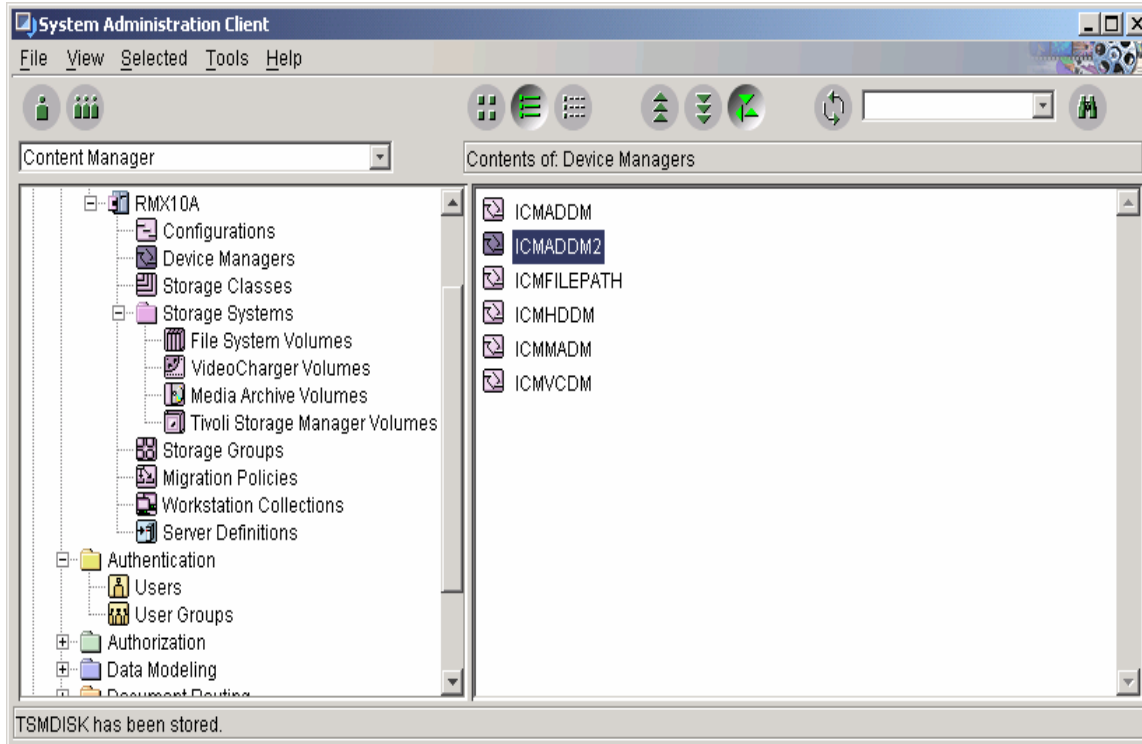 System Administration Client
File View Selected Tools Help
Content Manager
Contents of: Device Managers
RMX10A
Configurations
Device Managers
Storage Classes
Storage Systems
File System Volumes
VideoCharger Volumes
Media Archive Volumes
Tivoli Storage Manager Volumes
Storage Groups
Migration Policies
Workstation Collections
Server Definitions
Authentication
Users
User Groups
Authorization
Data Modeling
Document Routing
ICMADDM
ICMADDM2
ICMFILEPATH
ICMHDDM
ICMMADM
ICMVCDM
TSMDISK has been stored.